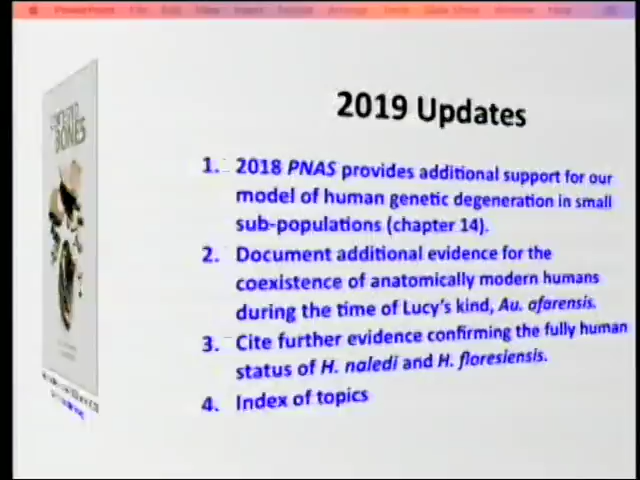 BONES
2019 Updates
1. 2018 PNAS provides additional support for our
model of human genetic degeneration in small
sub-populations (chapter 14).
2. Document additional evidence for the
coexistence of anatomically modern humans
during the time of Lucy's kind, Au. afarensis.
3. Cite further evidence confirming the fully human
status of H. naledi and H. floresiensis.
4. Index of topics